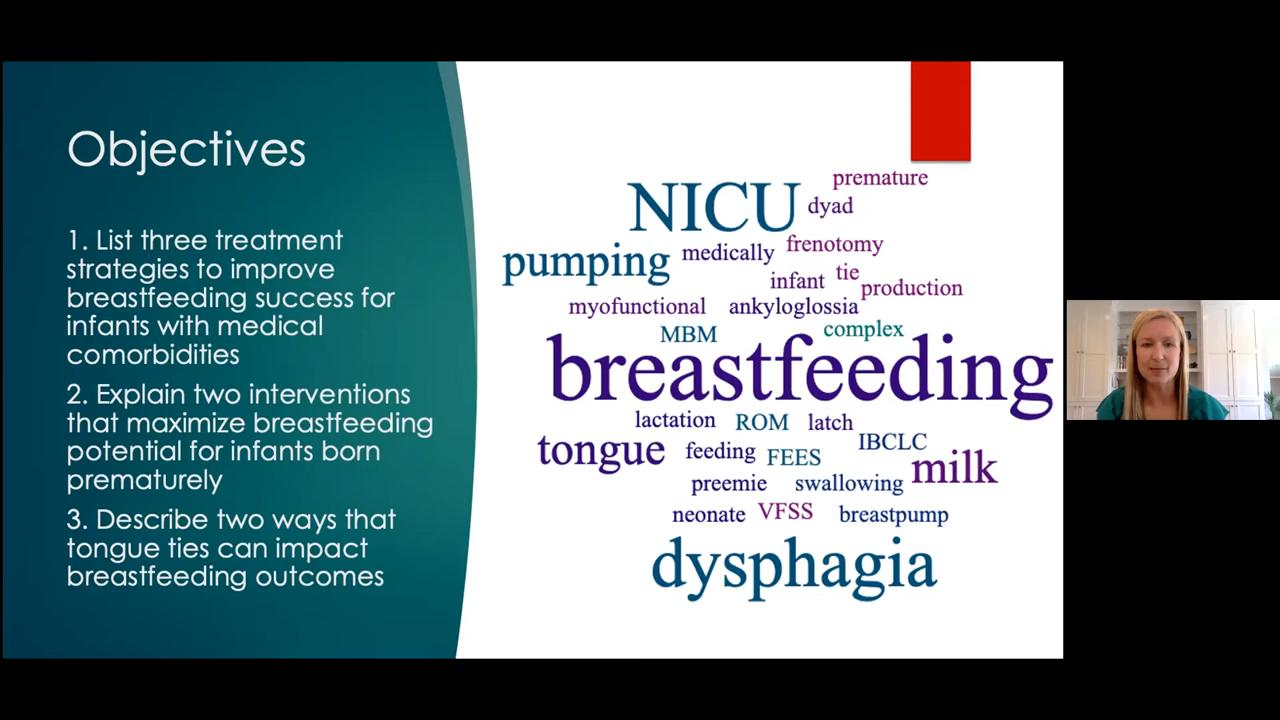 Objectives
1. List three treatment
strategies to improve
breastfeeding success for
infants with medical
comorbidities
2. Explain two interventions
that maximize breastfeeding
potential for infants born
prematurely
3. Describe two ways that
tongue ties can impact
breastfeeding outcomes
premature
NICU dyad
frenotomy
pumping medically
infant tie
production
myofunctional ankyloglossia
MBM complex
breastfeeding
lactation ROM latch
IBCLC
tongue feeding FEES
milk
preemie swallowing
neonate VFSS breastpump
dysphagia